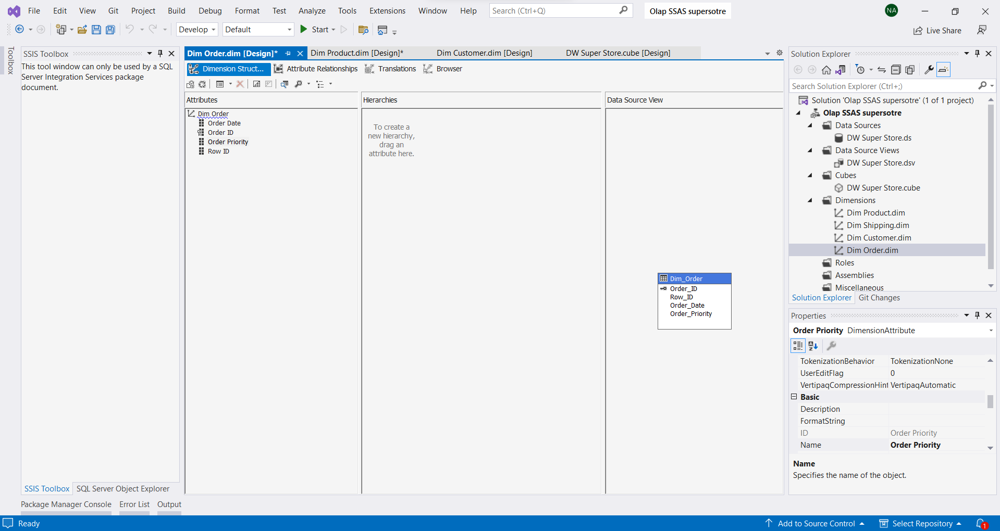 File Edit View Git Project Build Debug Format Test Analyze Tools Extensions Window Help Search (Ctrl+Q) Olap SSAS supersotre NA
Develop Default Start Live Share
Toolbox
SSIS Toolbox
This tool window can only be used by a SQL
Server Integration Services package
document.
SSIS Toolbox SQL Server Object Explorer
Dim Order.dim [Design]* Dim Product.dim [Design]* Dim Customer.dim [Design] DW Super Store.cube [Design]
Dimension Struct... Attribute Relationships Translations Browser
Attributes
Dim Order
Order Date
Order ID
Order Priority
Row ID
Hierarchies
To create a
new hierarchy,
drag an
attribute here.
Data Source View
Dim_Order
Order_ID
Row_ID
Order_Date
Order_Priority
Solution Explorer
Search Solution Explorer (Ctrl+;)
Solution 'Olap SSAS supersotre' (1 of 1 project)
Olap SSAS supersotre
Data Sources
DW Super Store.ds
Data Source Views
DW Super Store.dsv
Cubes
DW Super Store.cube
Dimensions
Dim Product.dim
Dim Shipping.dim
Dim Customer.dim
Dim Order.dim
Roles
Assemblies
Miscellaneous
Solution Explorer Git Changes
Properties
Order Priority DimensionAttribute
TokenizationBehavior TokenizationNone
UserEditFlag 0
VertipaqCompressionHint VertipaqAutomatic
Basic
Description
FormatString
ID Order Priority
Name Order Priority
Name
Specifies the name of the object.
Package Manager Console Error List Output
Ready Add to Source Control Select Repository 1